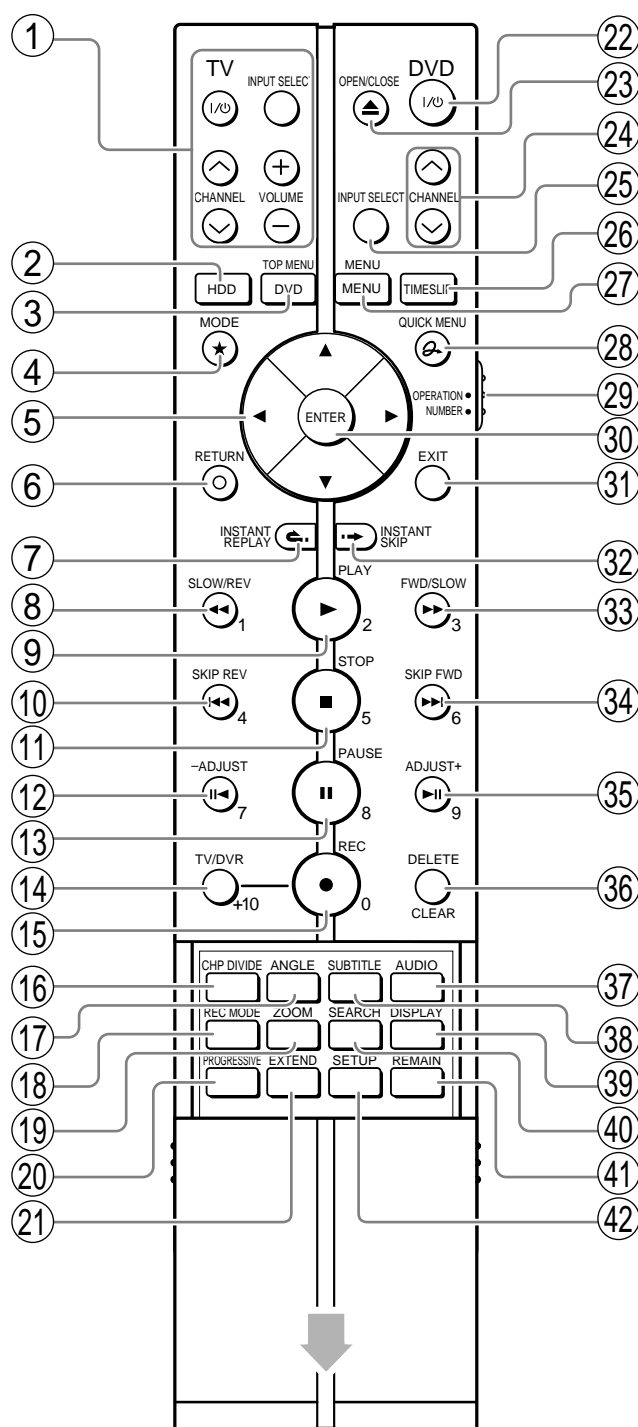 1
22
TV
DVD
INPUT SELECT
OPEN/CLOSE
I/
I/
23
24
CHANNEL
VOLUME
INPUT SELECT
CHANNEL
25
26
2
TOP MENU
MENU
HDD
DVD
MENU
TIMESLIP
27
3
MODE
QUICK MENU
4
28
OPERATION
NUMBER
29
5
ENTER
30
RETURN
EXIT
6
31
INSTANT
REPLAY
INSTANT
SKIP
7
32
PLAY
SLOW/REV
FWD/SLOW
8
1
2
3
33
9
STOP
SKIP REV
SKIP FWD
10
4
5
6
34
11
PAUSE
−ADJUST
ADJUST+
12
7
8
9
35
13
REC
TV/DVR
DELETE
14
+10
0
CLEAR
36
15
CHP DIVIDE
ANGLE
SUBTITLE
AUDIO
16
37
17
38
REC MODE
ZOOM
SEARCH
DISPLAY
18
39
19
40
PROGRESSIVE
EXTEND
SETUP
REMAIN
20
41
21
42